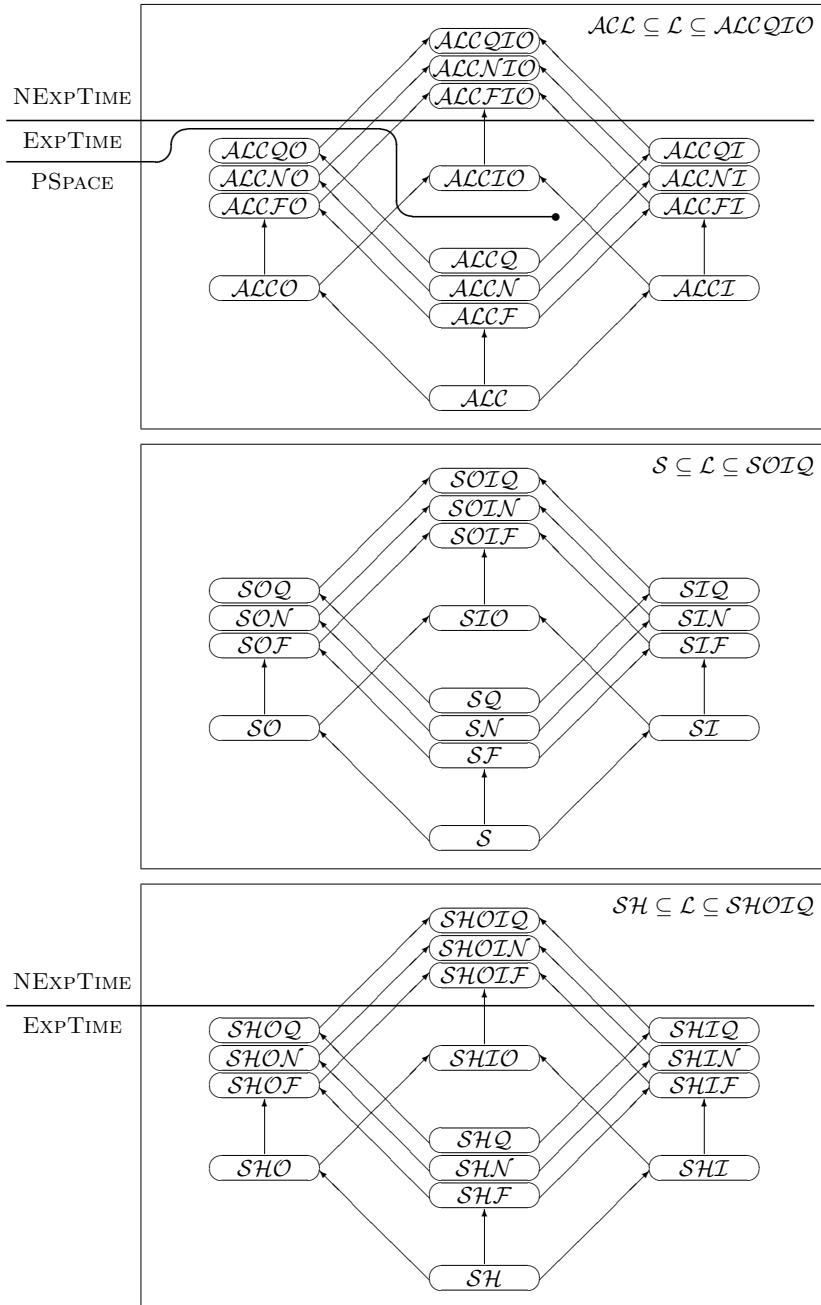 𝒜𝒞ℒ ⊆ ℒ ⊆ 𝒜ℒ𝒞𝒬ℐ𝒪
𝒜ℒ𝒞𝒬ℐ𝒪
𝒜ℒ𝒞𝒩ℐ𝒪
NExpTime
𝒜ℒ𝒞ℱℐ𝒪
ExpTime
𝒜ℒ𝒞𝒬𝒪 𝒜ℒ𝒞𝒬ℐ
PSpace
𝒜ℒ𝒞𝒩𝒪 𝒜ℒ𝒞ℐ𝒪 𝒜ℒ𝒞𝒩ℐ
𝒜ℒ𝒞ℱ𝒪 𝒜ℒ𝒞ℱℐ
𝒜ℒ𝒞𝒬
𝒜ℒ𝒞𝒪 𝒜ℒ𝒞𝒩 𝒜ℒ𝒞ℐ
𝒜ℒ𝒞ℱ
𝒜ℒ𝒞
𝒮 ⊆ ℒ ⊆ 𝒮𝒪ℐ𝒬
𝒮𝒪ℐ𝒬
𝒮𝒪ℐ𝒩
𝒮𝒪ℐℱ
𝒮𝒪𝒬 𝒮ℐ𝒬
𝒮𝒪𝒩 𝒮ℐ𝒪 𝒮ℐ𝒩
𝒮𝒪ℱ 𝒮ℐℱ
𝒮𝒬
𝒮𝒪 𝒮𝒩 𝒮ℐ
𝒮ℱ
𝒮
𝒮ℋ ⊆ ℒ ⊆ 𝒮ℋ𝒪ℐ𝒬
𝒮ℋ𝒪ℐ𝒬
𝒮ℋ𝒪ℐ𝒩
NExpTime
𝒮ℋ𝒪ℐℱ
ExpTime
𝒮ℋ𝒪𝒬 𝒮ℋℐ𝒬
𝒮ℋ𝒪𝒩 𝒮ℋℐ𝒪 𝒮ℋℐ𝒩
𝒮ℋ𝒪ℱ 𝒮ℋℐℱ
𝒮ℋ𝒬
𝒮ℋ𝒪 𝒮ℋ𝒩 𝒮ℋℐ
𝒮ℋℱ
𝒮ℋ